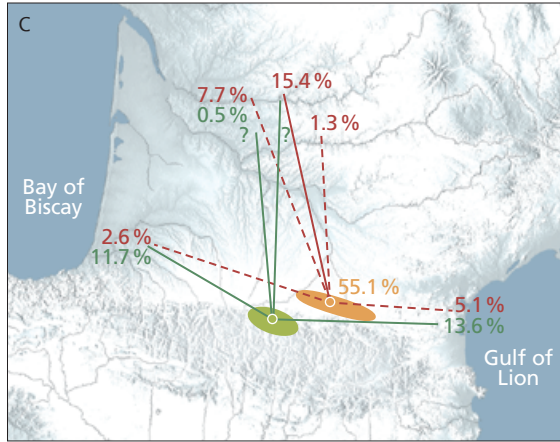 C
15.4 %
7.7 %
0.5 %
1.3 %
?
?
Bay of
Biscay
2.6 %
11.7 %
55.1 %
5.1 %
13.6 %
Gulf of
Lion